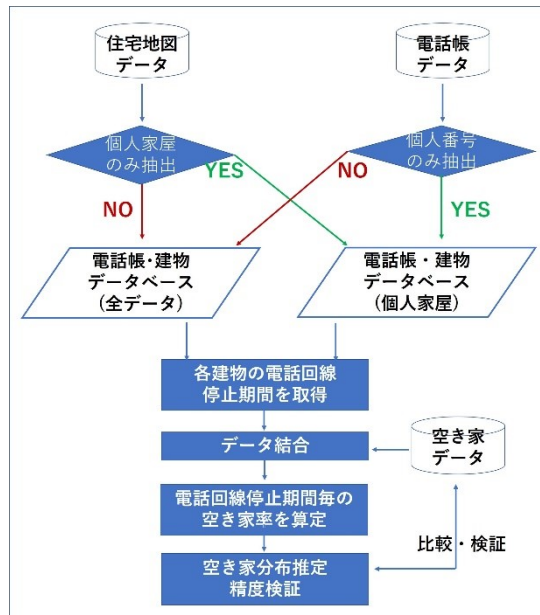 住宅地図
データ
電話帳
データ
個人家屋
のみ抽出
個人番号
のみ抽出
YES
NO
NO
YES
電話帳・建物
データベース
(全データ)
電話帳・建物
データベース
(個人家屋)
各建物の電話回線
停止期間を取得
データ結合
空き家
データ
電話回線停止期間毎の
空き家率を算定
比較・検証
空き家分布推定
精度検証